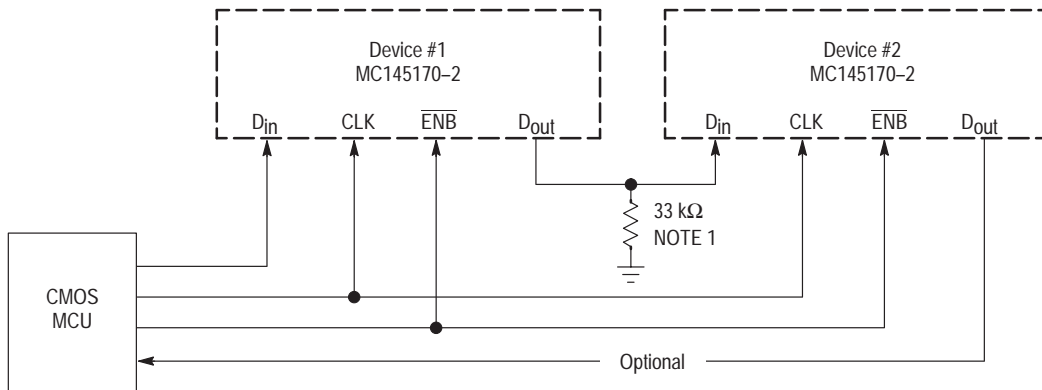 Device #1
MC145170–2
Din
CLK
ENB
Dout
Device #2
MC145170–2
Din
CLK
ENB
Dout
33 kΩ
NOTE 1
CMOS
MCU
Optional